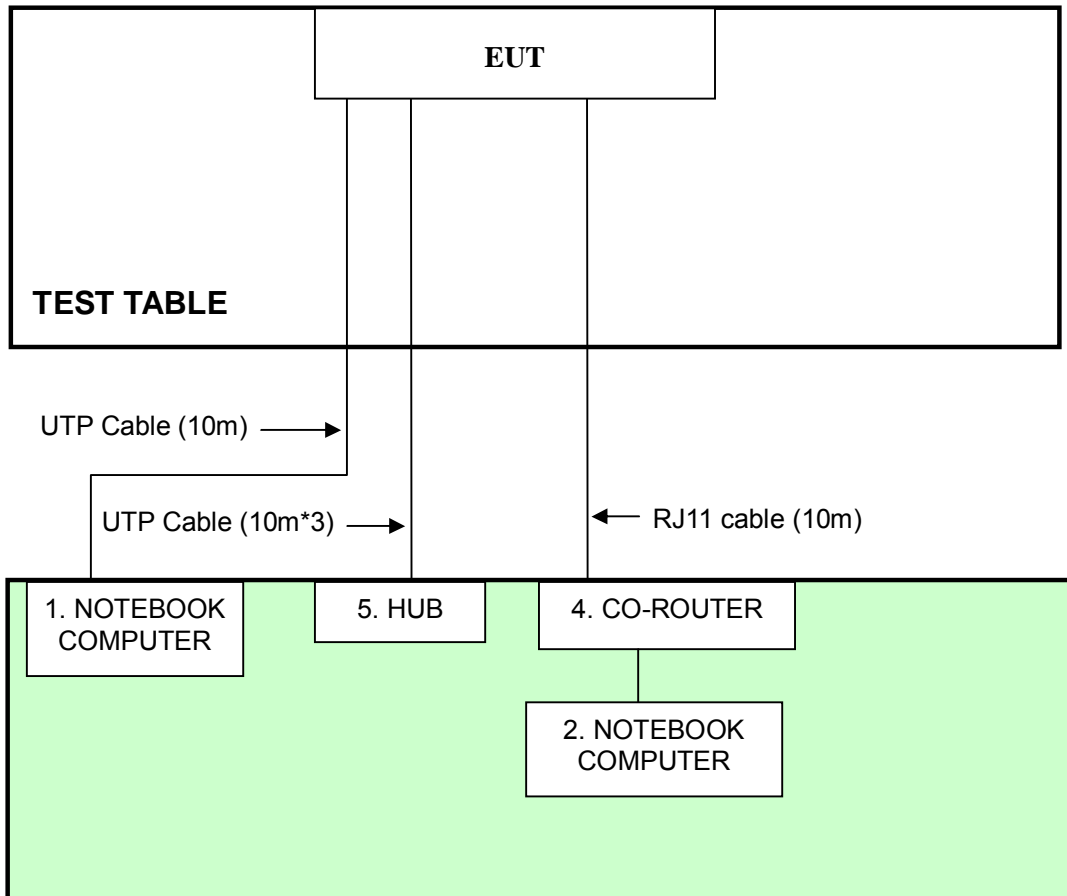 EUT
TEST TABLE
UTP Cable (10m)
UTP Cable (10m*3)
RJ11 cable (10m)
1. NOTEBOOK
COMPUTER
5. HUB
4. CO-ROUTER
2. NOTEBOOK
COMPUTER